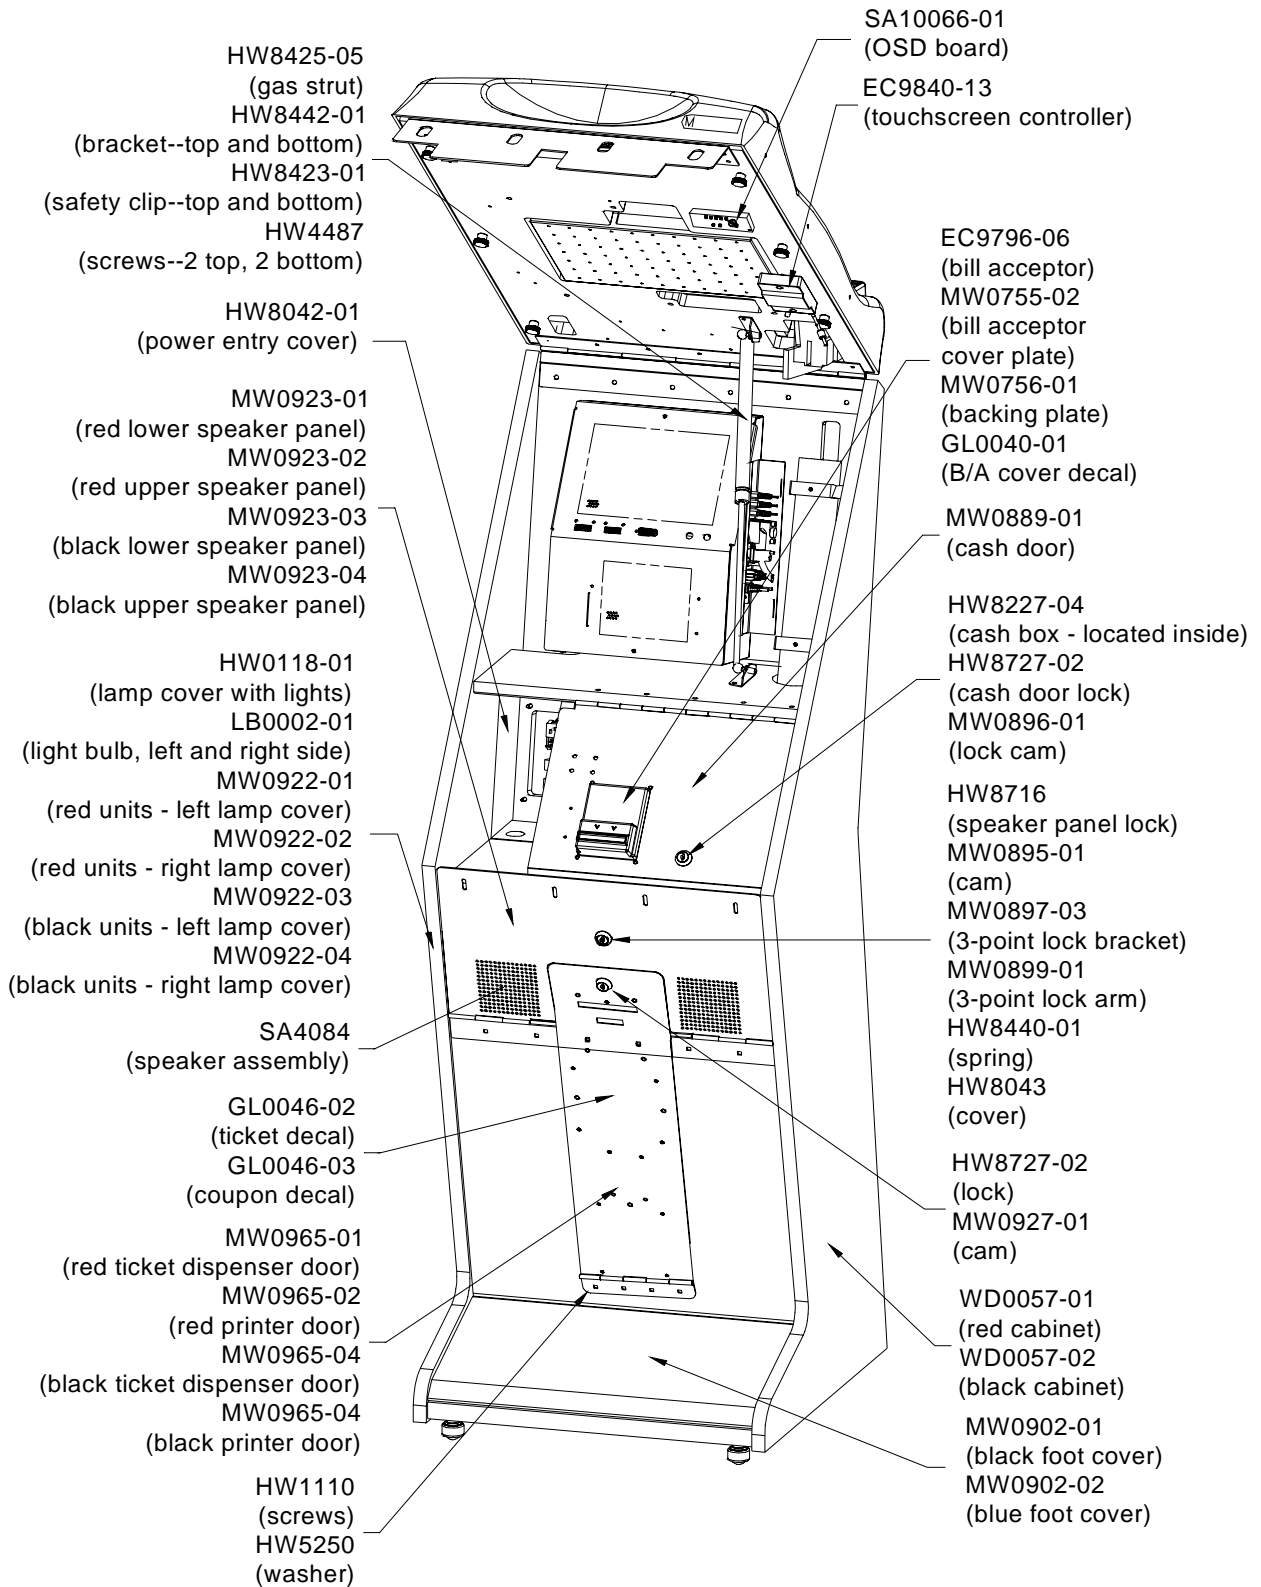 HW8425-05
(gas strut)
HW8442-01
(bracket--top and bottom)
HW8423-01
(safety clip--top and bottom)
HW4487
(screws--2 top, 2 bottom)
HW8042-01
(power entry cover)
MW0923-01
(red lower speaker panel)
MW0923-02
(red upper speaker panel)
MW0923-03
(black lower speaker panel)
MW0923-04
(black upper speaker panel)
HW0118-01
(lamp cover with lights)
LB0002-01
(light bulb, left and right side)
MW0922-01
(red units - left lamp cover)
MW0922-02
(red units - right lamp cover)
MW0922-03
(black units - left lamp cover)
MW0922-04
(black units - right lamp cover)
SA4084
(speaker assembly)
GL0046-02
(ticket decal)
GL0046-03
(coupon decal)
MW0965-01
(red ticket dispenser door)
MW0965-02
(red printer door)
MW0965-04
(black ticket dispenser door)
MW0965-04
(black printer door)
HW1110
(screws)
HW5250
(washer)
M
SA10066-01
(OSD board)
EC9840-13
(touchscreen controller)
EC9796-06
(bill acceptor)
MW0755-02
(bill acceptor
cover plate)
MW0756-01
(backing plate)
GL0040-01
(B/A cover decal)
MW0889-01
(cash door)
HW8227-04
(cash box - located inside)
HW8727-02
(cash door lock)
MW0896-01
(lock cam)
HW8716
(speaker panel lock)
MW0895-01
(cam)
MW0897-03
(3-point lock bracket)
MW0899-01
(3-point lock arm)
HW8440-01
(spring)
HW8043
(cover)
HW8727-02
(lock)
MW0927-01
(cam)
WD0057-01
(red cabinet)
WD0057-02
(black cabinet)
MW0902-01
(black foot cover)
MW0902-02
(blue foot cover)